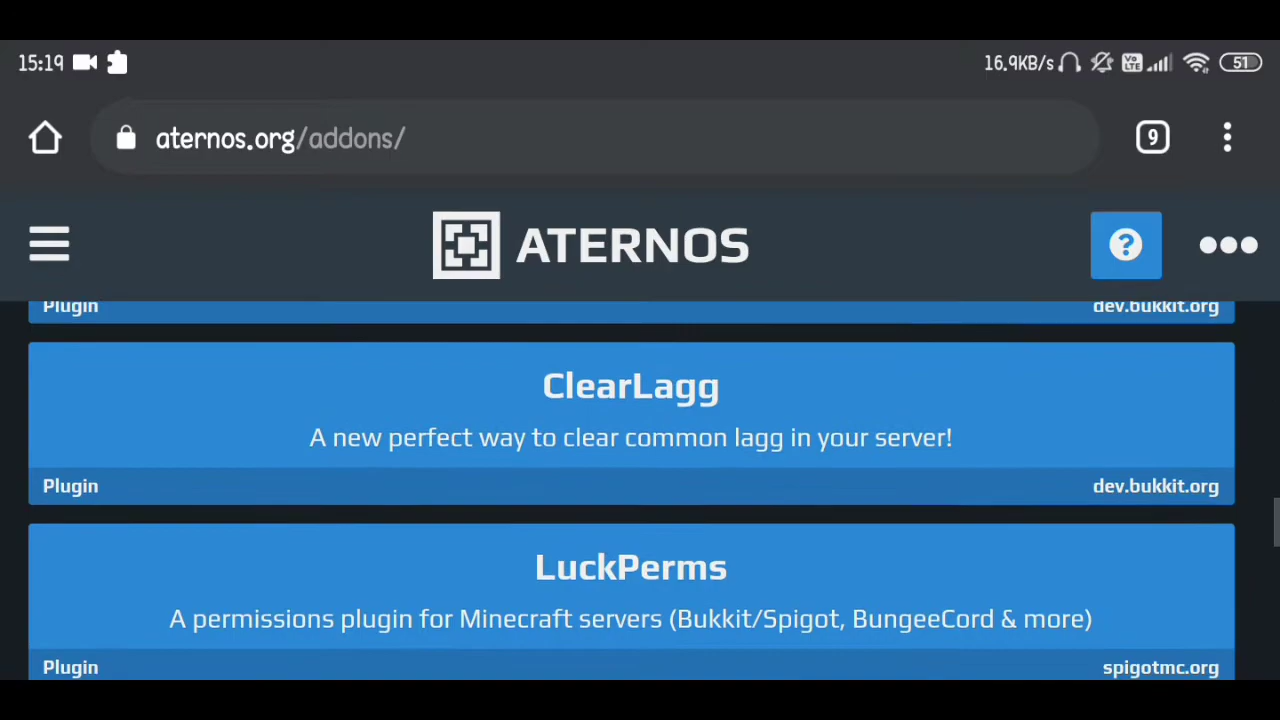 15:19
16.9KB/s Vo LTE 51
aternos.org/addons/ 9
ATERNOS
Plugin dev.bukkit.org
ClearLagg
A new perfect way to clear common lagg in your server!
Plugin dev.bukkit.org
LuckPerms
A permissions plugin for Minecraft servers (Bukkit/Spigot, BungeeCord & more)
Plugin spigotmc.org